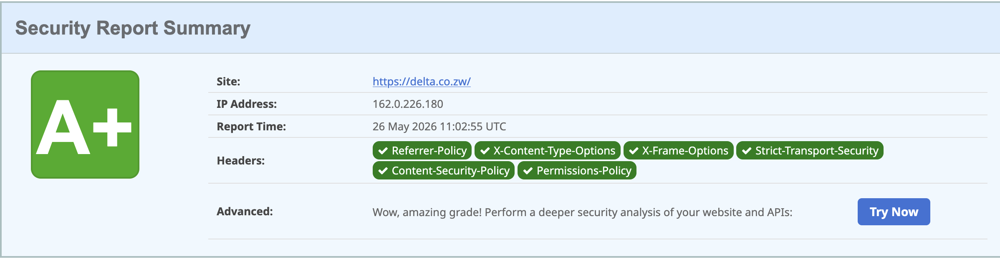 Security Report Summary
A+
Site: https://delta.co.zw/
IP Address: 162.0.226.180
Report Time: 26 May 2026 11:02:55 UTC
Headers: Referrer-Policy X-Content-Type-Options X-Frame-Options Strict-Transport-Security
Content-Security-Policy Permissions-Policy
Advanced: Wow, amazing grade! Perform a deeper security analysis of your website and APIs: Try Now